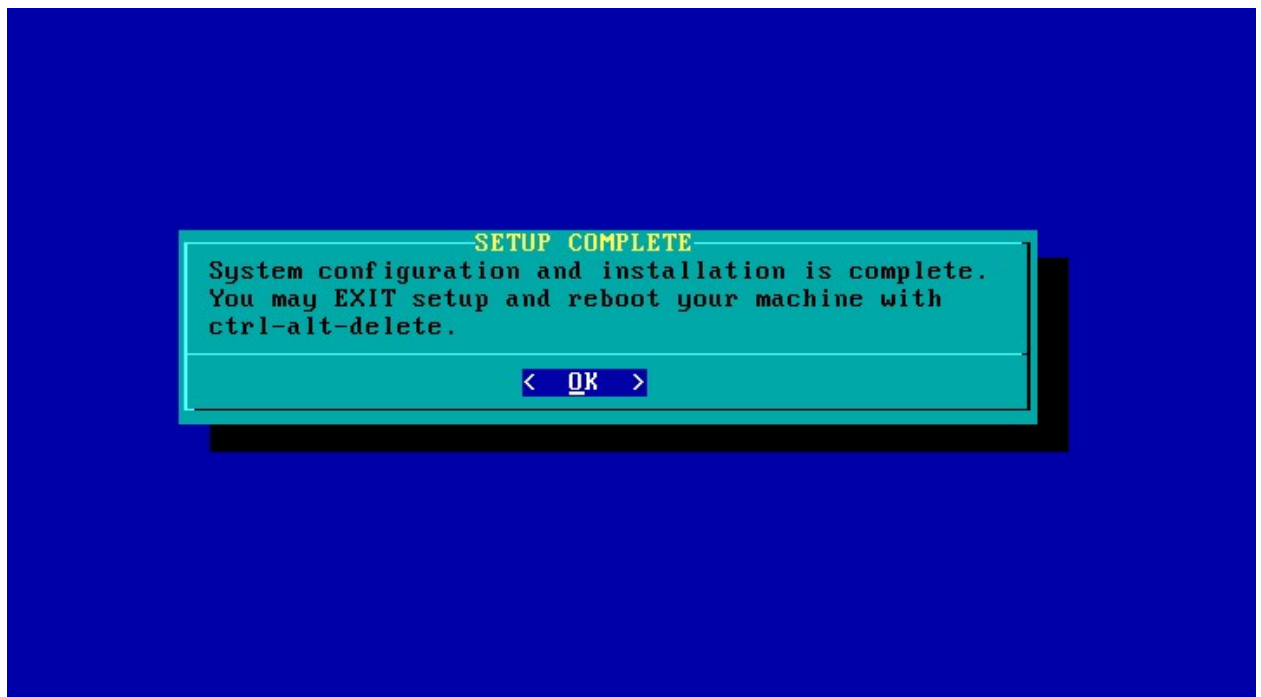 SETUP COMPLETE
System configuration and installation is complete.
You may EXIT setup and reboot your machine with
ctrl-alt-delete.
< OK >